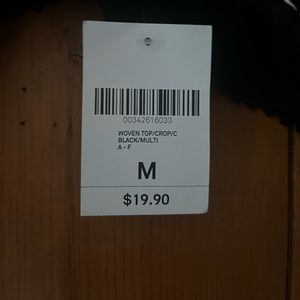 00342616033
WOVEN TOP/CROP/C
BLACK/MULTI
A - F
M
$19.90